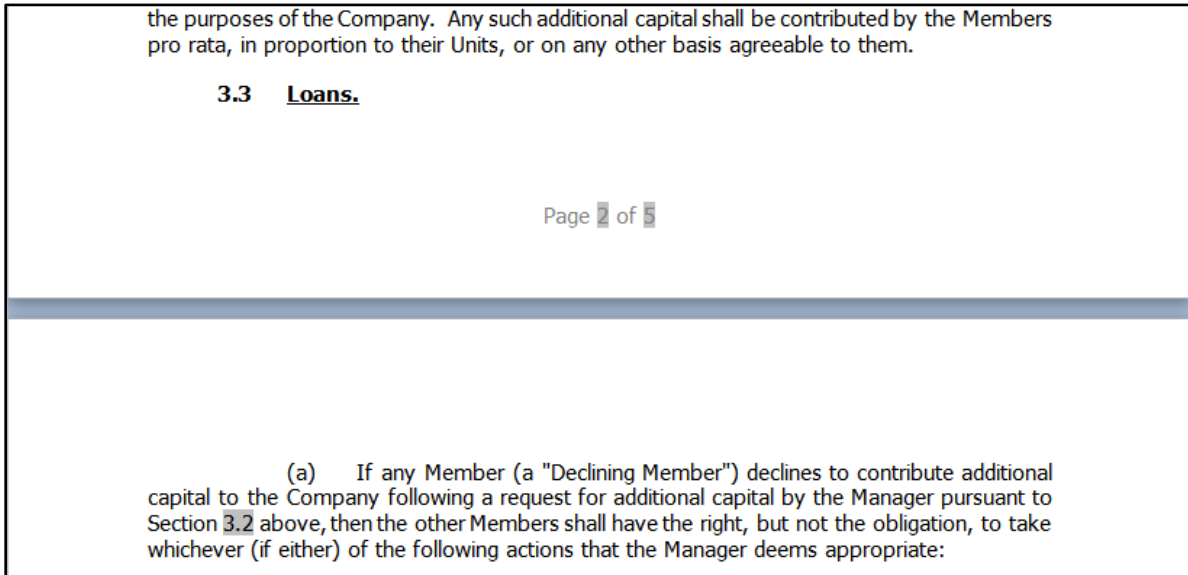 the purposes of the Company. Any such additional capital shall be contributed by the Members
pro rata, in proportion to their Units, or on any other basis agreeable to them.
3.3 Loans.
Page 2 of 5
(a) If any Member (a "Declining Member") declines to contribute additional
capital to the Company following a request for additional capital by the Manager pursuant to
Section 3.2 above, then the other Members shall have the right, but not the obligation, to take
whichever (if either) of the following actions that the Manager deems appropriate: